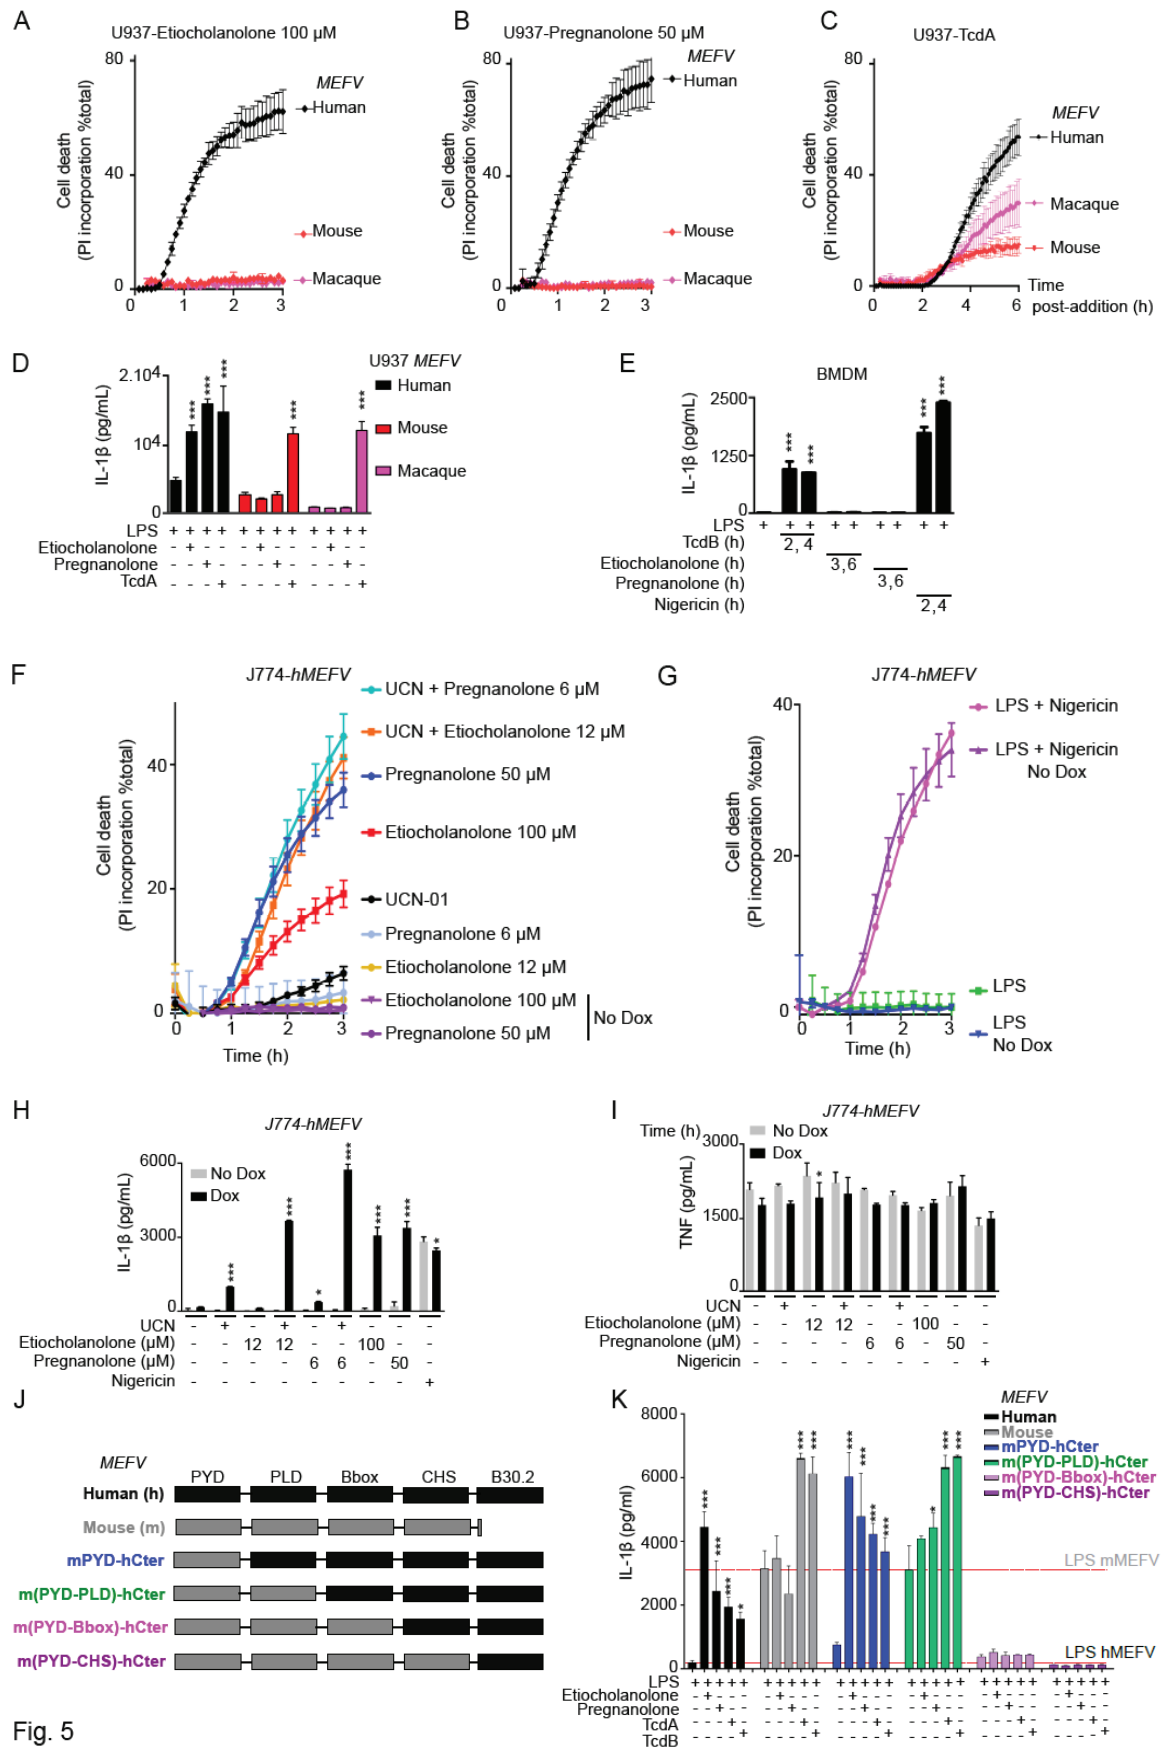 A
U937-Etiocholanolone 100 µM
Cell death
(PI incorporation %total)
80
40
0
0 1 2 3
MEFV
Human
Mouse
Macaque
B
U937-Pregnanolone 50 µM
Cell death
(PI incorporation %total)
80
40
0
0 1 2 3
MEFV
Human
Mouse
Macaque
C
U937-TcdA
Cell death
(PI incorporation %total)
80
40
0
0 2 4 6
MEFV
Human
Macaque
Mouse
Time
post-addition (h)
D
U937 MEFV
Human
Mouse
Macaque
IL-1β (pg/mL)
2.10⁴
10⁴
0
*** *** *** *** ***
LPS + + + + + + + + + + + +
Etiocholanolone - + - - - + - - - + - -
Pregnanolone - - + - - - + - - - + -
TcdA - - - + - - - + - - - +
E
BMDM
IL-1β (pg/mL)
2500
1250
0
*** *** *** ***
LPS + + + + + + + + +
TcdB (h) 2, 4
Etiocholanolone (h) 3,6
Pregnanolone (h) 3,6
Nigericin (h) 2,4
F
J774-hMEFV
Cell death
(PI incorporation %total)
40
20
0
0 1 2 3
Time (h)
UCN + Pregnanolone 6 µM
UCN + Etiocholanolone 12 µM
Pregnanolone 50 µM
Etiocholanolone 100 µM
UCN-01
Pregnanolone 6 µM
Etiocholanolone 12 µM
Etiocholanolone 100 µM
Pregnanolone 50 µM
No Dox
G
J774-hMEFV
Cell death
(PI incorporation %total)
40
20
0
0 1 2 3
Time (h)
LPS + Nigericin
LPS + Nigericin
No Dox
LPS
LPS
No Dox
H
J774-hMEFV
No Dox
Dox
IL-1β (pg/mL)
6000
3000
0
*** *** * *** *** *** *
UCN - + - + - + - - -
Etiocholanolone (µM) - - 12 12 - - 100 - -
Pregnanolone (µM) - - - - 6 6 - 50 -
Nigericin - - - - - - - - +
I
J774-hMEFV
Time (h)
No Dox
Dox
TNF (pg/mL)
3000
1500
0
*
UCN - + - + - + - - -
Etiocholanolone (µM) - - 12 12 - - 100 - -
Pregnanolone (µM) - - - - 6 6 - 50 -
Nigericin - - - - - - - - +
J
MEFV
PYD PLD Bbox CHS B30.2
Human (h)
Mouse (m)
mPYD-hCter
m(PYD-PLD)-hCter
m(PYD-Bbox)-hCter
m(PYD-CHS)-hCter
K
MEFV
Human
Mouse
mPYD-hCter
m(PYD-PLD)-hCter
m(PYD-Bbox)-hCter
m(PYD-CHS)-hCter
IL-1β (pg/ml)
8000
6000
4000
2000
0
*** *** *** * *** *** *** *** *** *** * *** ***
LPS mMEFV
LPS hMEFV
LPS + + + + + + + + + + + + + + + + + + + + + + + + + + + + + +
Etiocholanolone - + - - - - + - - - - + - - - - + - - - - + - - - - + - - -
Pregnanolone - - + - - - - + - - - - + - - - - + - - - - + - - - - + - -
TcdA - - - + - - - - + - - - - + - - - - + - - - - + - - - - + -
TcdB - - - - + - - - - + - - - - + - - - - + - - - - + - - - - +
Fig. 5